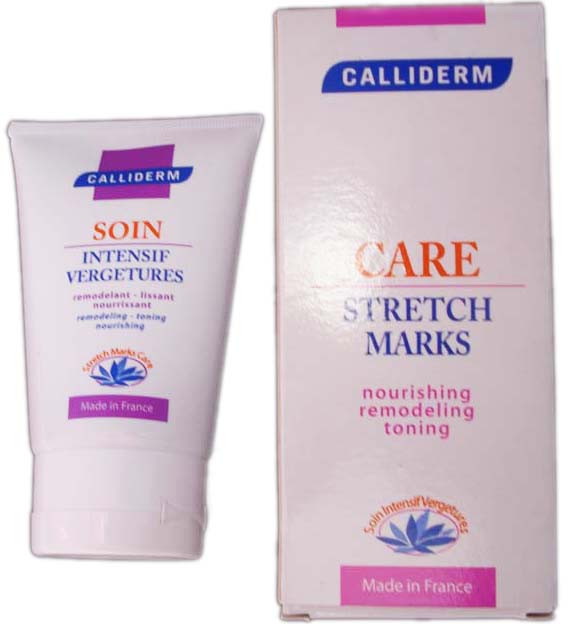 CALLIDERM
SOIN
INTENSIF
VERGETURES
remodelant - lissant
nourrissant
remodeling - toning
nourishing
Stretch Marks Care
Made in France
CALLIDERM
CARE
STRETCH
MARKS
nourishing
remodeling
toning
Soin Intensif Vergetures
Made in France